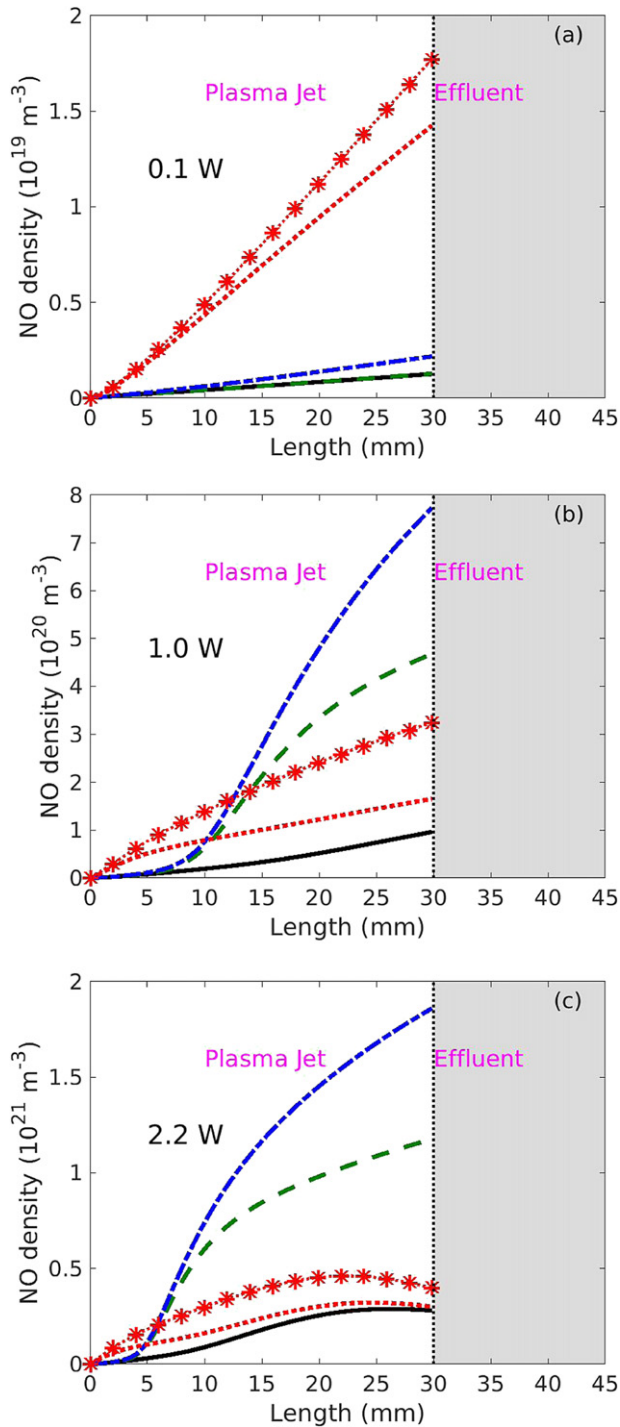 2
(a)
Plasma Jet
Effluent
1.5
0.1 W
1
0.5
0
NO density (10^19 m^-3)
0 5 10 15 20 25 30 35 40 45
Length (mm)
8
(b)
7
Plasma Jet
Effluent
6
5
1.0 W
4
3
2
1
0
NO density (10^20 m^-3)
0 5 10 15 20 25 30 35 40 45
Length (mm)
2
(c)
Plasma Jet
Effluent
1.5
2.2 W
1
0.5
0
NO density (10^21 m^-3)
0 5 10 15 20 25 30 35 40 45
Length (mm)